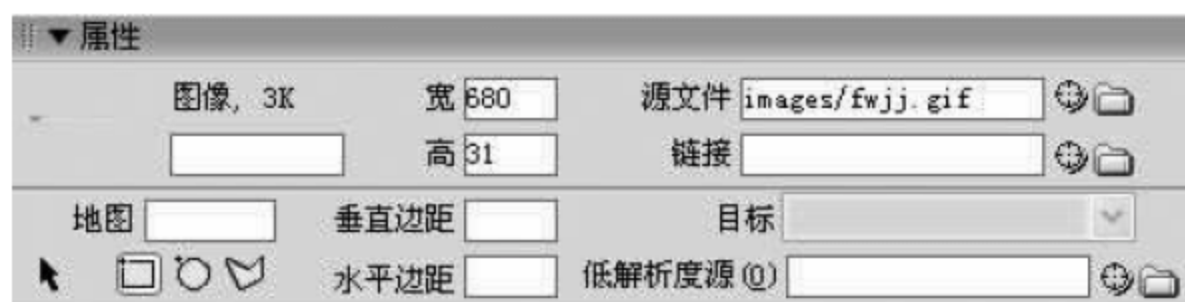 属性
图像, 3K 宽 680 源文件 images/fwjj.gif
高 31 链接
地图 垂直边距 目标
水平边距 低解析度源(O)